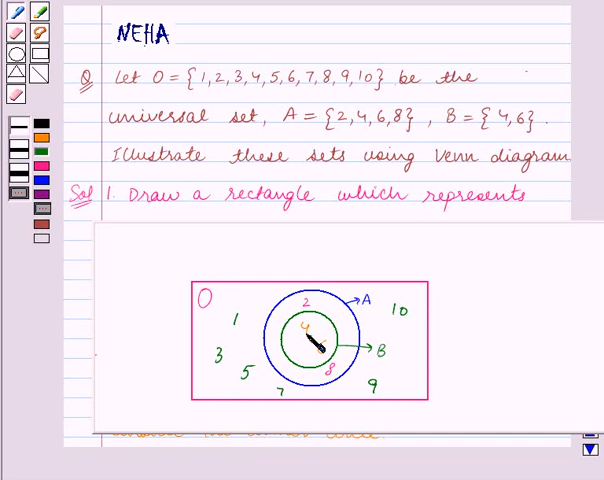 NEHA
Q Let O = {1,2,3,4,5,6,7,8,9,10} be the
universal set, A = {2,4,6,8}, B = {4,6}.
Illustrate these sets using Venn diagram
Sol 1. Draw a rectangle which represents
O
2
A
10
1
4
3
B
5
8
7
9